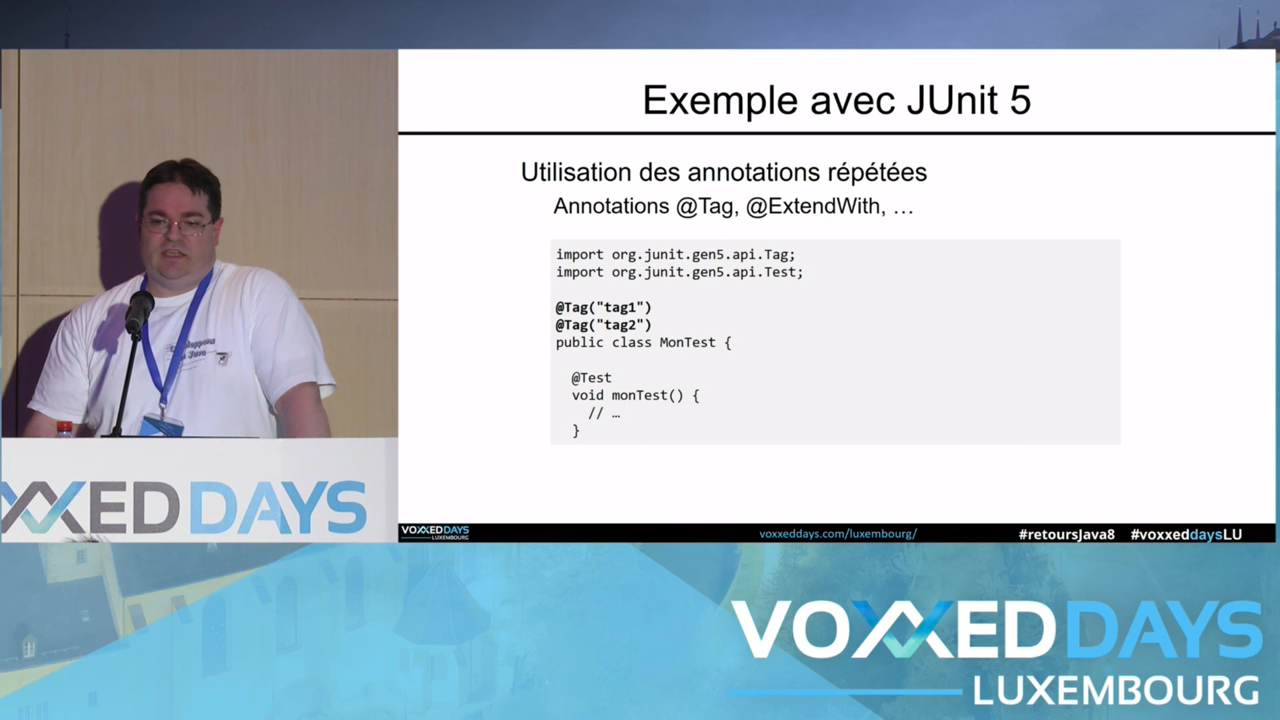 Exemple avec JUnit 5
Utilisation des annotations répétées
Annotations @Tag, @ExtendWith, …
import org.junit.gen5.api.Tag;
import org.junit.gen5.api.Test;
@Tag("tag1")
@Tag("tag2")
public class MonTest {
@Test
void monTest() {
// …
}
XXED DAYS
VOXXED DAYS
LUXEMBOURG
voxxeddays.com/luxembourg/
#retoursJava8 #voxxeddaysLU
VOXXED DAYS
LUXEMBOURG